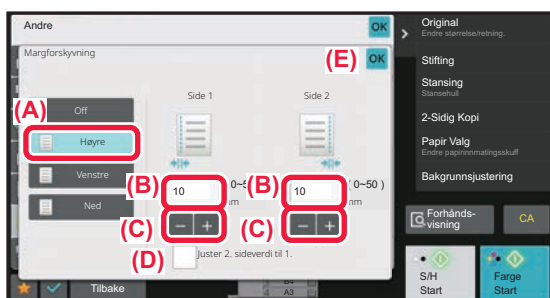 Andre
OK
Margforskyvning
(E)
OK
Side 1
Side 2
(A)
Off
Høyre
Venstre
Ned
(B)
10
0~5
mm
(B)
10
( 0~50 )
mm
(C)
− +
(C)
− +
(D)
Juster 2. sideverdi til 1.
Tilbake
A3
Original
Endre størrelse/retning.
Stifting
Stansing
Stansehull
2-Sidig Kopi
Papir Valg
Endre papirinnmatingsskuff
Bakgrunnsjustering
Forhånds-
visning
CA
S/H
Start
Farge
Start